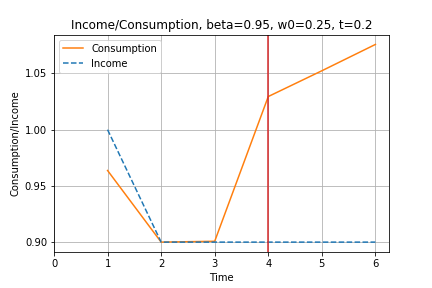 Income/Consumption, beta=0.95, w0=0.25, t=0.2
Consumption
Income
Consumption/Income
1.05
1.00
0.95
0.90
0
1
2
3
4
5
6
Time